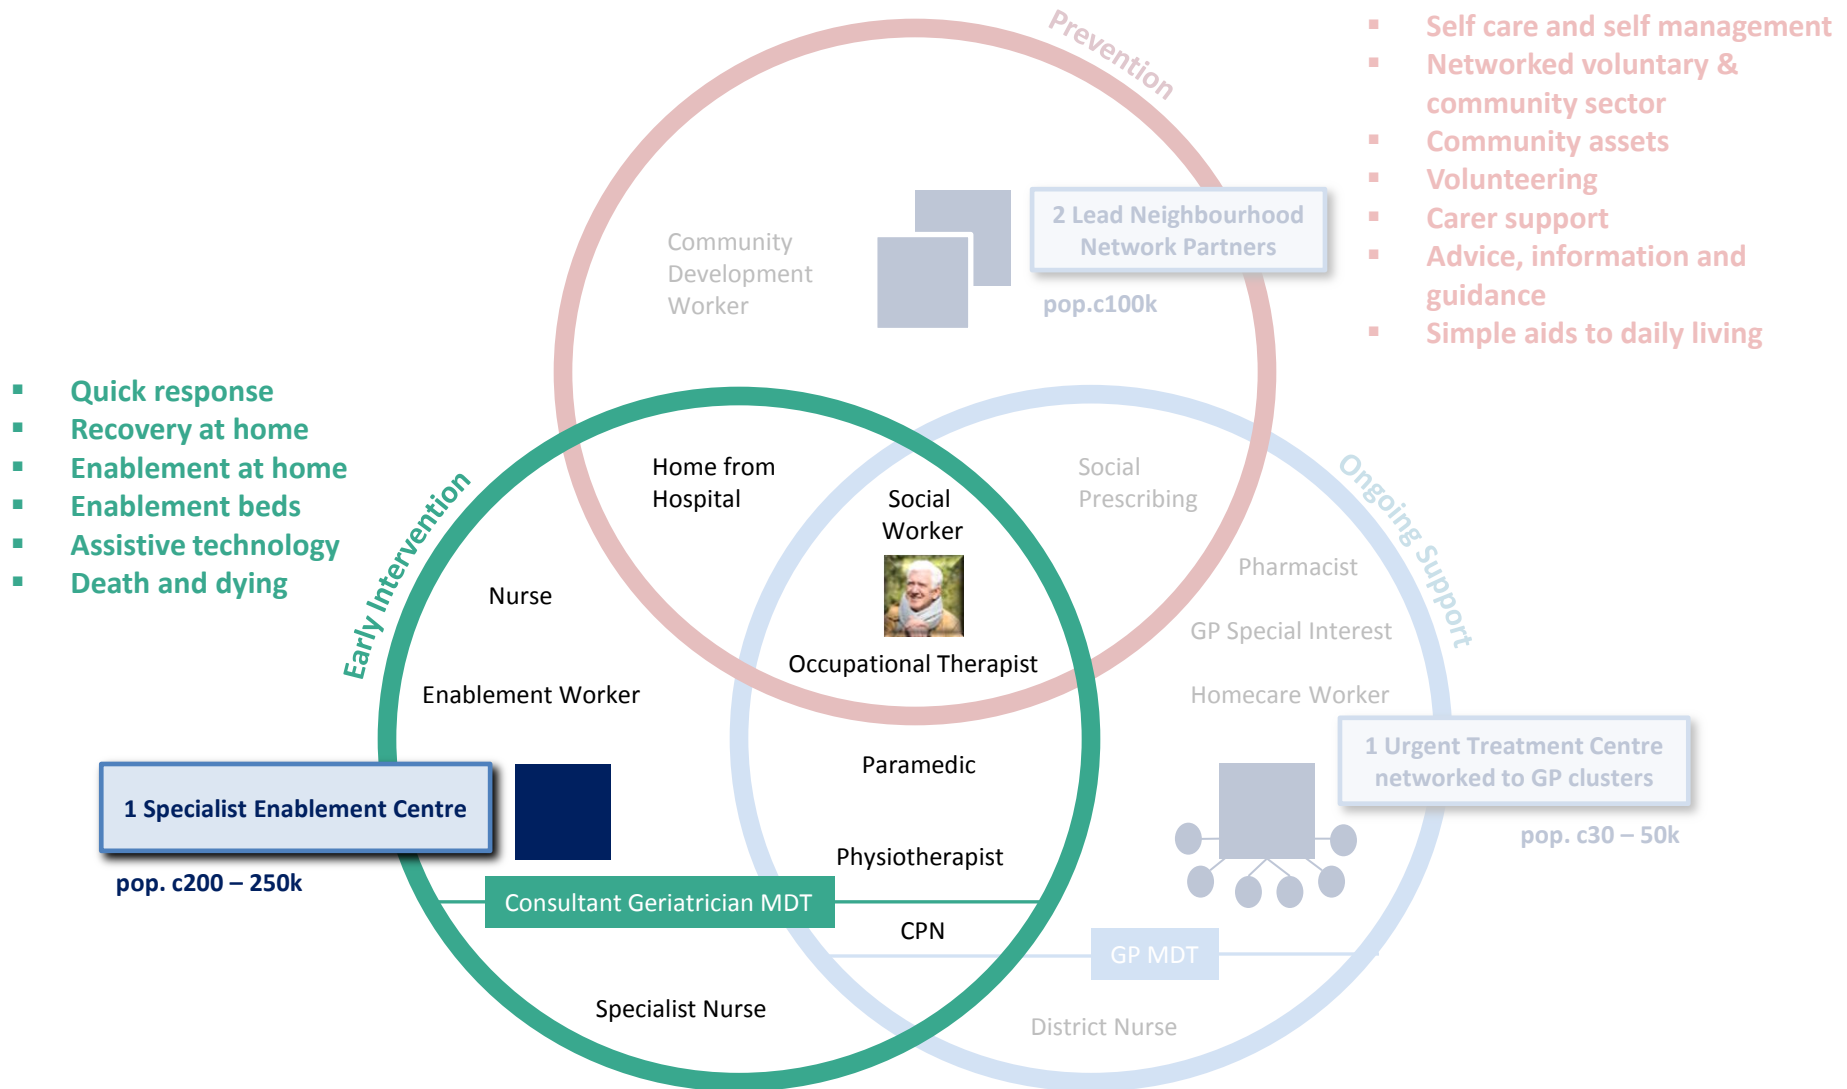 Prevention
▪ Self care and self management
▪ Networked voluntary &
community sector
▪ Community assets
▪ Volunteering
▪ Carer support
▪ Advice, information and
guidance
▪ Simple aids to daily living
2 Lead Neighbourhood
Network Partners
pop.c100k
Community
Development
Worker
▪ Quick response
▪ Recovery at home
▪ Enablement at home
▪ Enablement beds
▪ Assistive technology
▪ Death and dying
Early Intervention
Home from
Hospital
Social
Worker
Social
Prescribing
Ongoing Support
Nurse
Occupational Therapist
Pharmacist
GP Special Interest
Homecare Worker
Enablement Worker
1 Specialist Enablement Centre
pop. c200 – 250k
Paramedic
Physiotherapist
1 Urgent Treatment Centre
networked to GP clusters
pop. c30 – 50k
Consultant Geriatrician MDT
CPN
GP MDT
Specialist Nurse
District Nurse